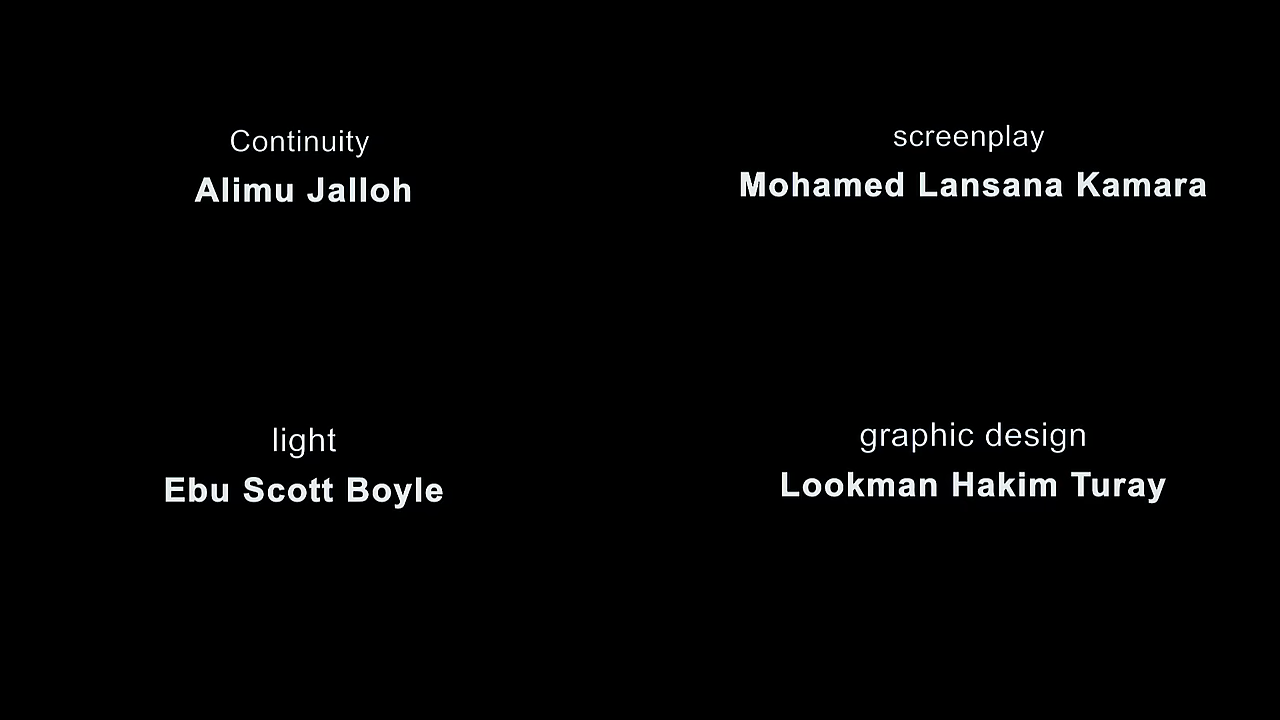 Continuity
Alimu Jalloh
screenplay
Mohamed Lansana Kamara
light
Ebu Scott Boyle
graphic design
Lookman Hakim Turay